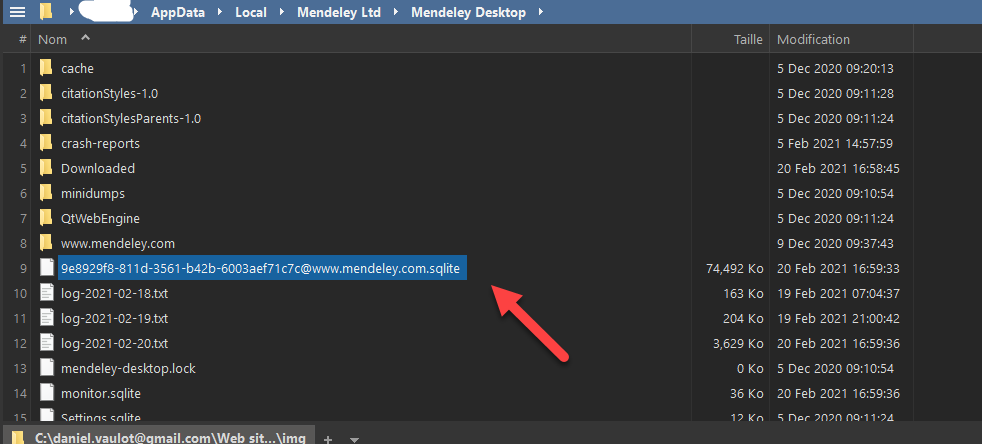 AppData Local Mendeley Ltd Mendeley Desktop
# Nom Taille Modification
1 cache 5 Dec 2020 09:20:13
2 citationStyles-1.0 5 Dec 2020 09:11:28
3 citationStylesParents-1.0 5 Dec 2020 09:11:24
4 crash-reports 5 Feb 2021 14:57:59
5 Downloaded 20 Feb 2021 16:58:45
6 minidumps 5 Dec 2020 09:10:54
7 QtWebEngine 5 Dec 2020 09:11:24
8 www.mendeley.com 9 Dec 2020 09:37:43
9 9e8929f8-811d-3561-b42b-6003aef71c7c@www.mendeley.com.sqlite 74,492 Ko 20 Feb 2021 16:59:33
10 log-2021-02-18.txt 163 Ko 19 Feb 2021 07:04:37
11 log-2021-02-19.txt 204 Ko 19 Feb 2021 21:00:42
12 log-2021-02-20.txt 3,629 Ko 20 Feb 2021 16:59:36
13 mendeley-desktop.lock 0 Ko 5 Dec 2020 09:10:54
14 monitor.sqlite 36 Ko 20 Feb 2021 16:59:36
15 Settings.sqlite 12 Ko 5 Dec 2020 09:11:24
C:\daniel.vaulot@gmail.com\Web sit...\img +